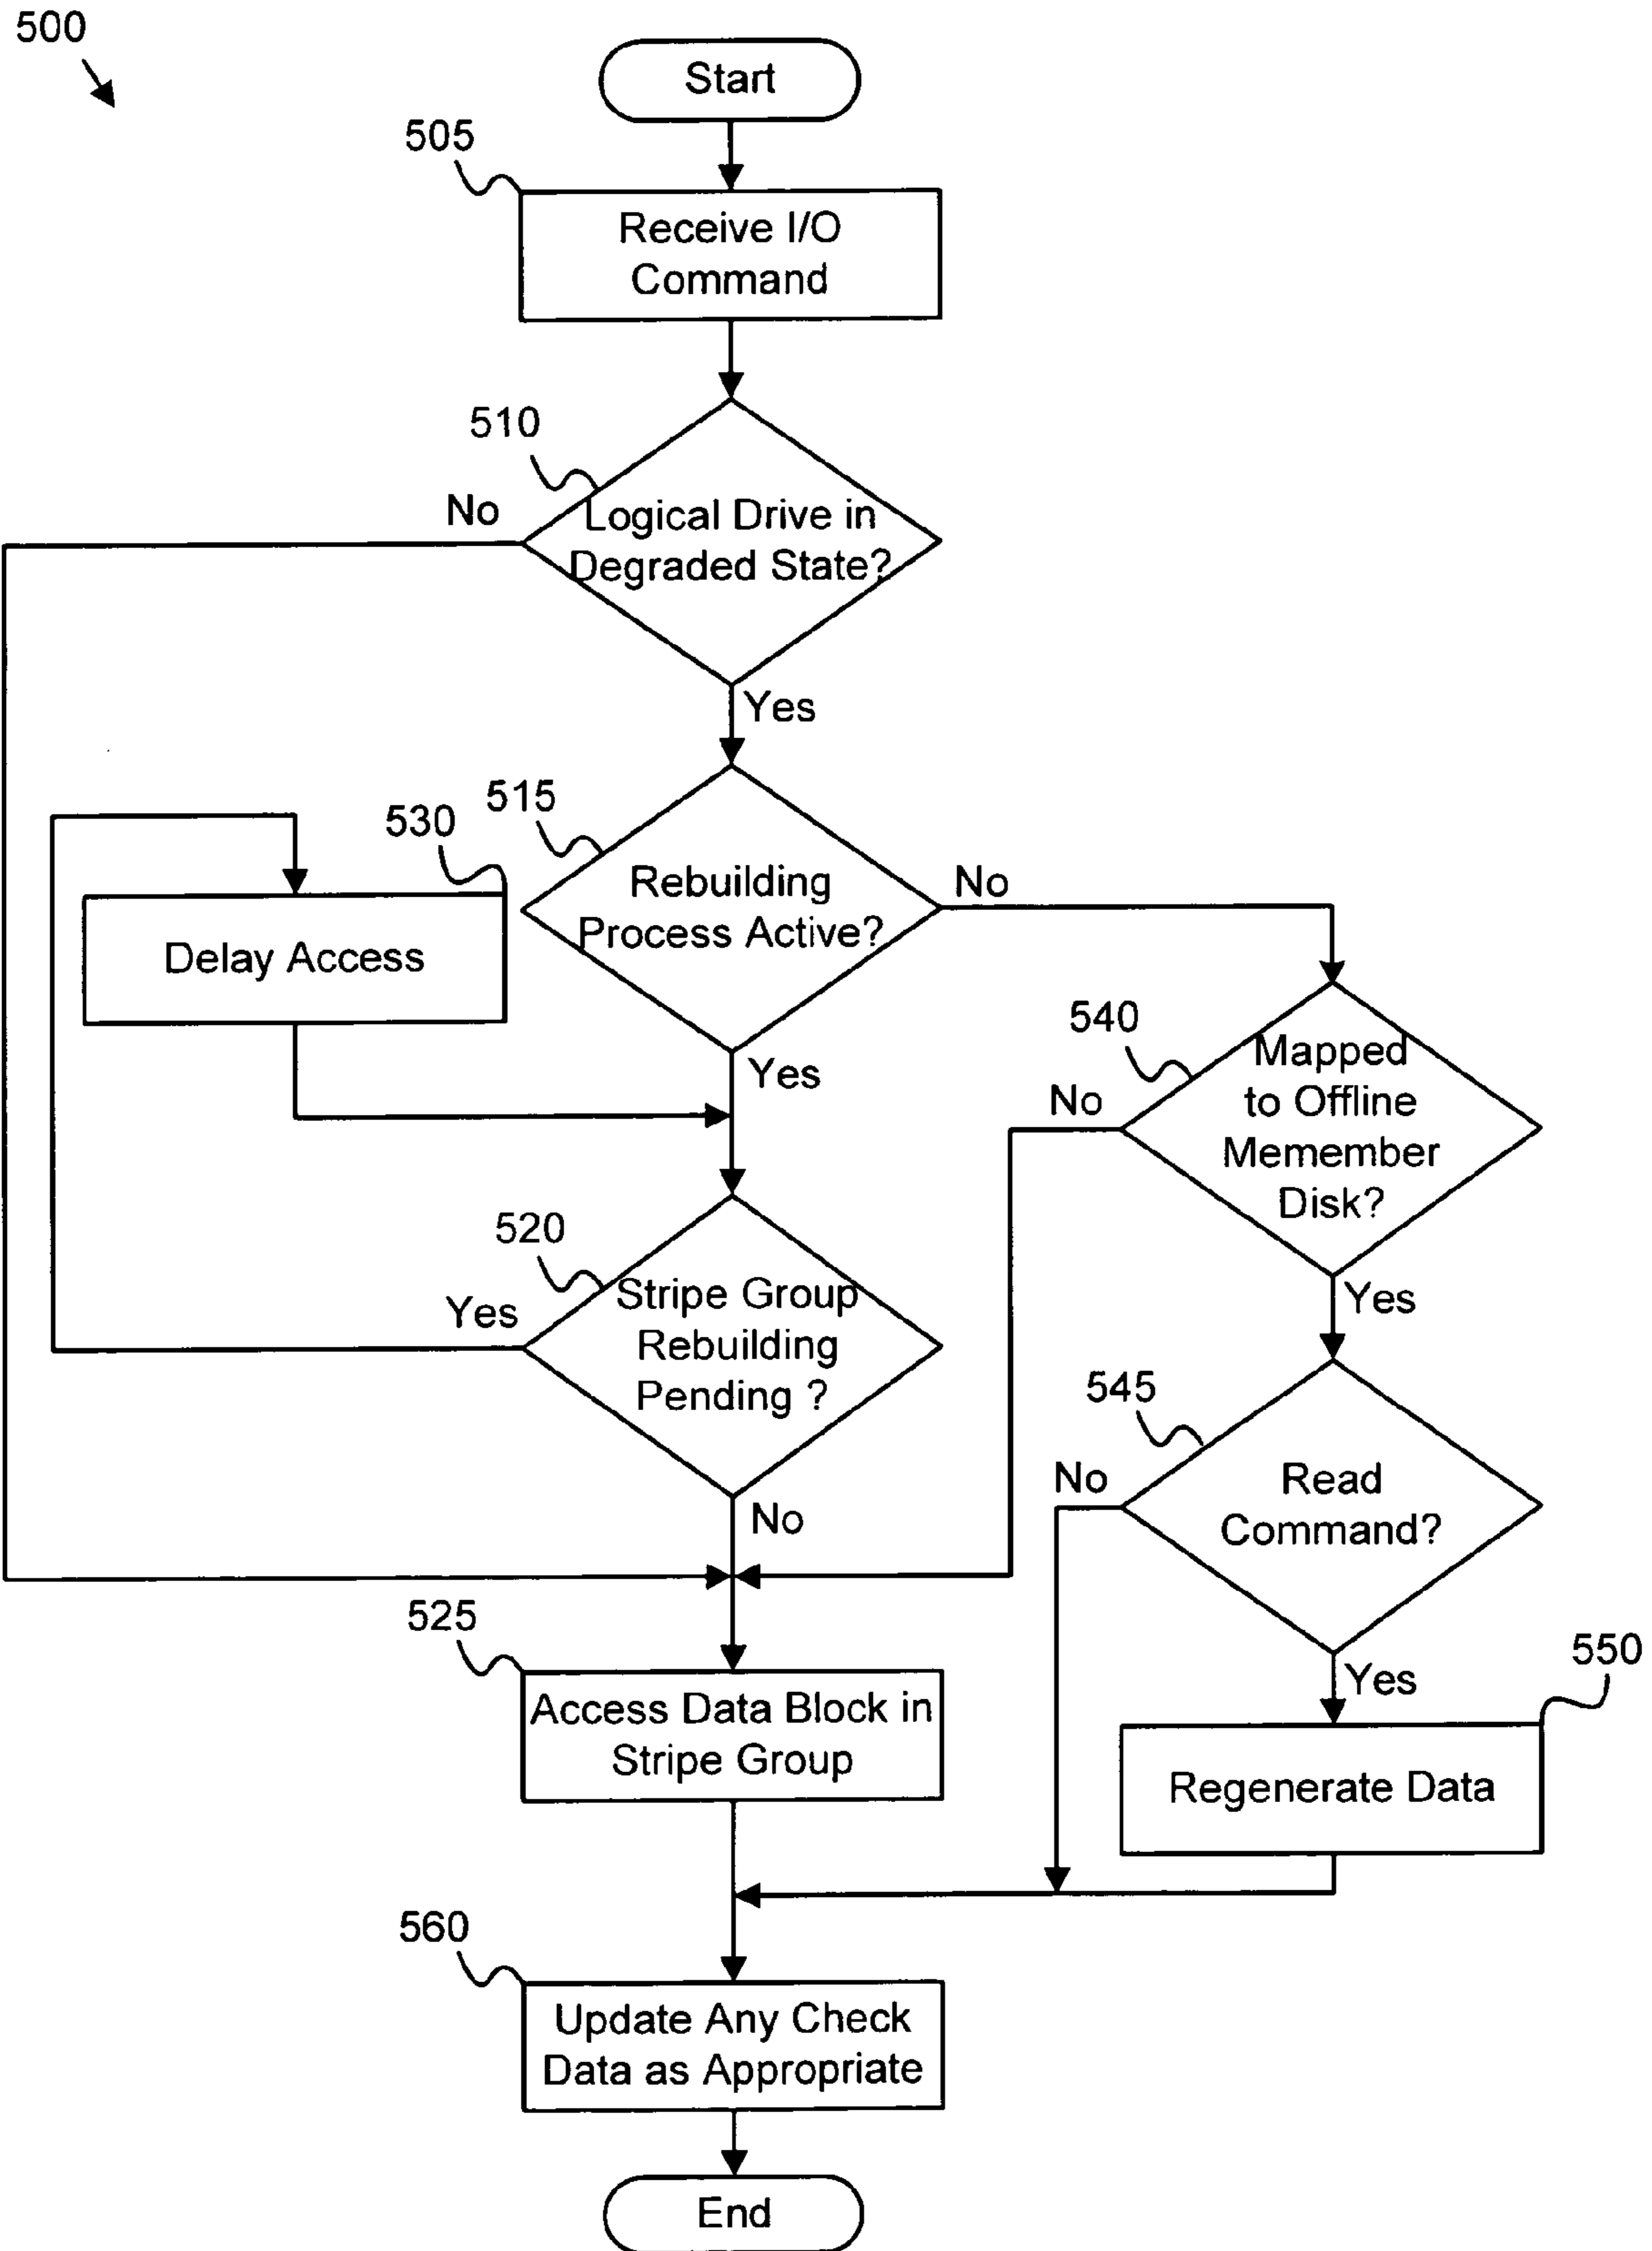 500
Start
505
Receive I/O
Command
510
No
Logical Drive in
Degraded State?
Yes
515
530
Rebuilding
Process Active?
No
Delay Access
540
Mapped
to Offline
Memember
Disk?
Yes
No
520
Stripe Group
Rebuilding
Pending ?
Yes
Yes
545
No
Read
Command?
No
525
Access Data Block in
Stripe Group
Yes
550
Regenerate Data
560
Update Any Check
Data as Appropriate
End